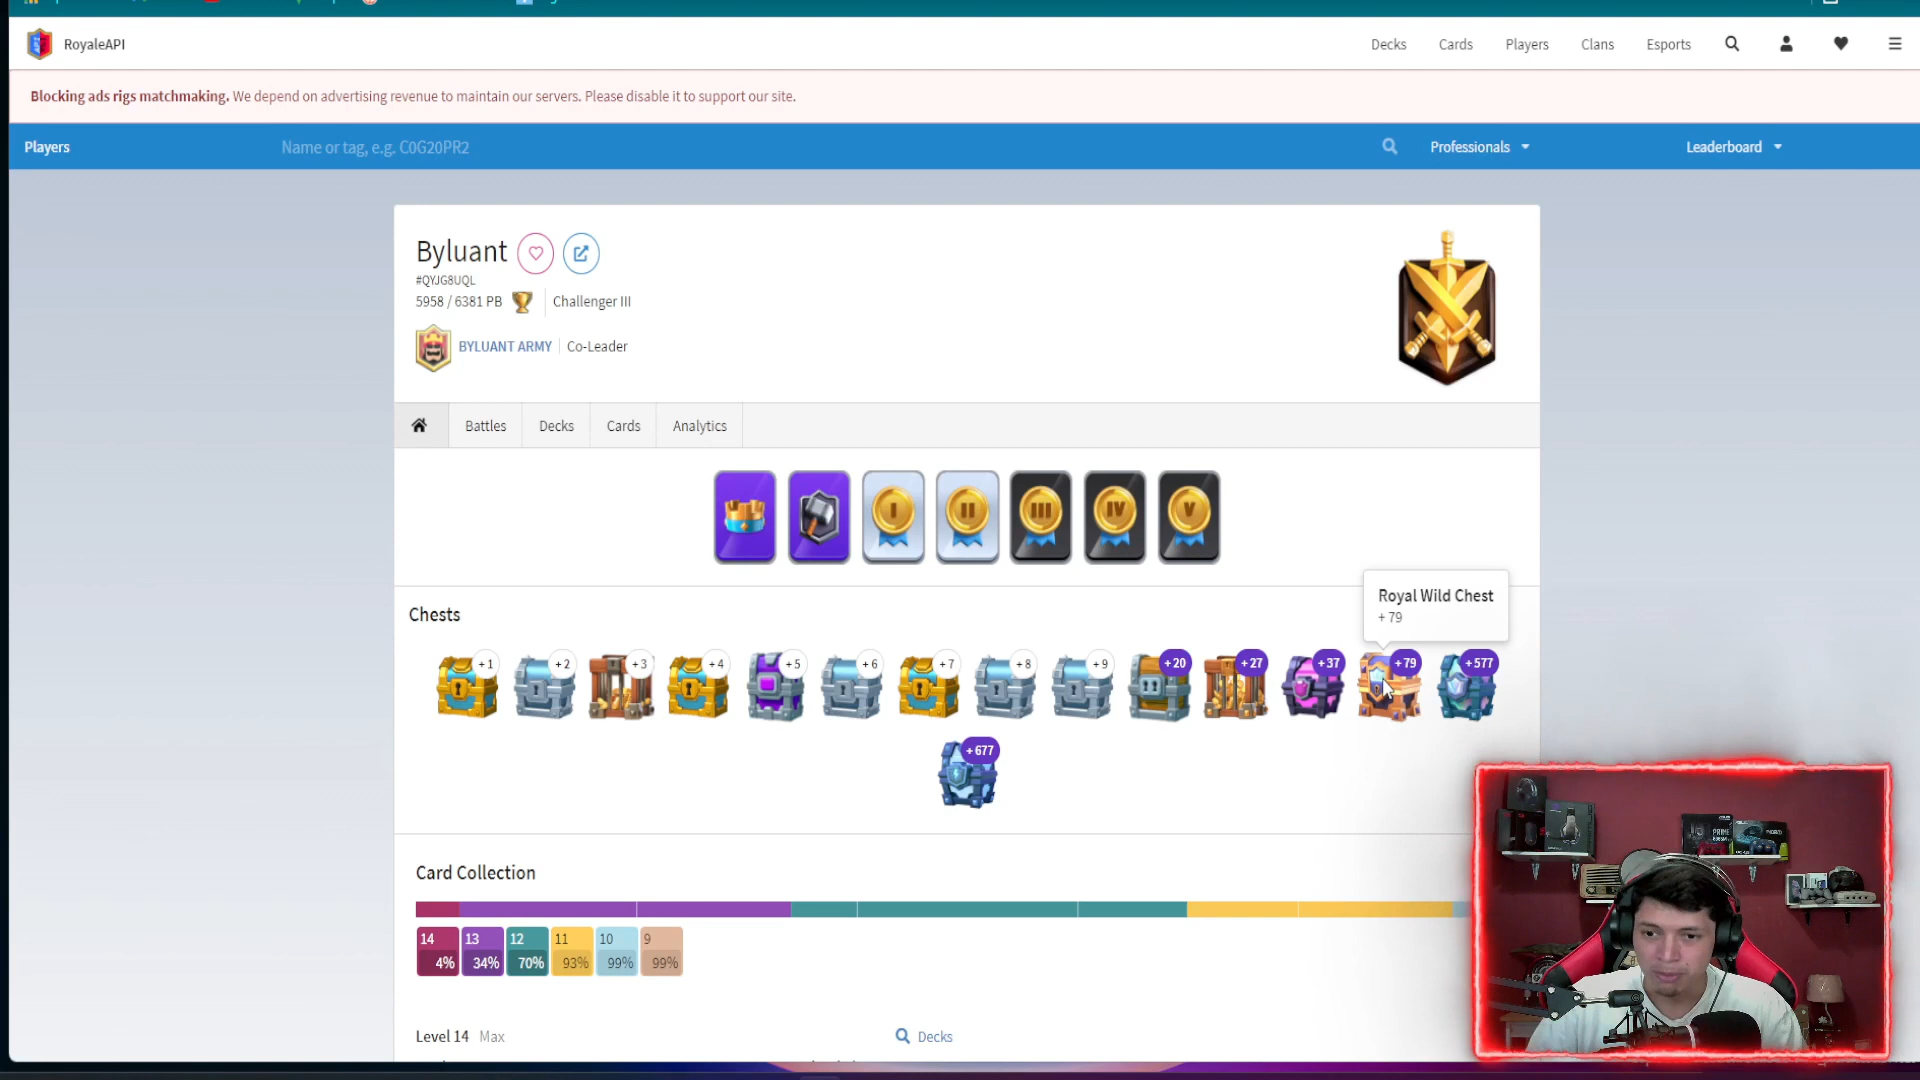 RoyaleAPI
Decks Cards Players Clans Esports
Blocking ads rigs matchmaking. We depend on advertising revenue to maintain our servers. Please disable it to support our site.
Players Name or tag, e.g. C0G20PR2 Professionals Leaderboard
Byluant
#QYJG8UQL
5958 / 6381 PB Challenger III
BYLUANT ARMY Co-Leader
Battles Decks Cards Analytics
I II III IV V
Royal Wild Chest
+ 79
Chests
+ 1 + 2 + 3 + 4 + 5 + 6 + 7 + 8 + 9 + 20 + 27 + 37 + 79 + 577
+ 677
Card Collection
14 13 12 11 10 9
4% 34% 70% 93% 99% 99%
Level 14 Max Decks